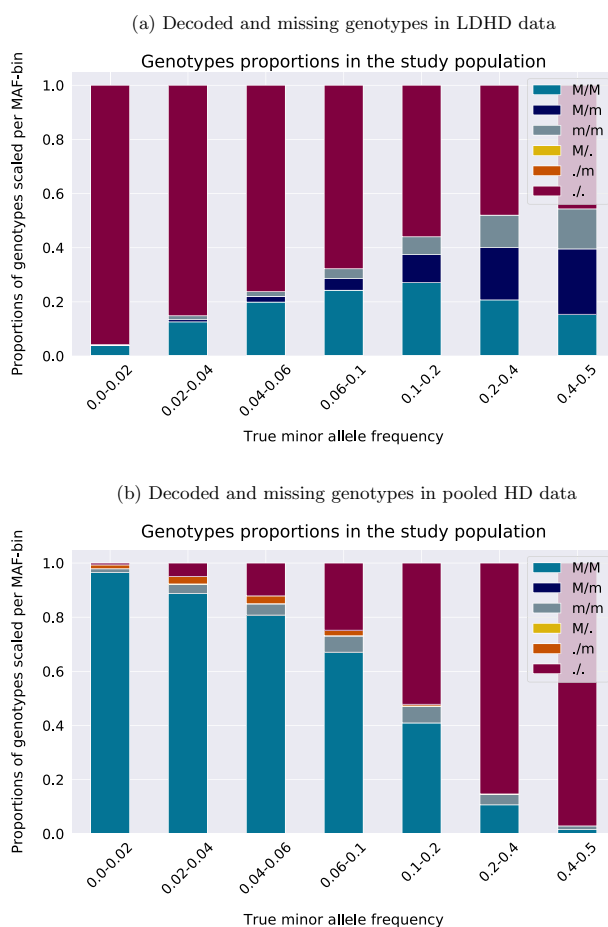 (a) Decoded and missing genotypes in LDHD data
Genotypes proportions in the study population
Proportions of genotypes scaled per MAF-bin
1.0
0.8
0.6
0.4
0.2
0.0
M/M
M/m
m/m
M/.
./m
./.
0.0-0.02
0.02-0.04
0.04-0.06
0.06-0.1
0.1-0.2
0.2-0.4
0.4-0.5
True minor allele frequency
(b) Decoded and missing genotypes in pooled HD data
Genotypes proportions in the study population
Proportions of genotypes scaled per MAF-bin
1.0
0.8
0.6
0.4
0.2
0.0
M/M
M/m
m/m
M/.
./m
./.
0.0-0.02
0.02-0.04
0.04-0.06
0.06-0.1
0.1-0.2
0.2-0.4
0.4-0.5
True minor allele frequency